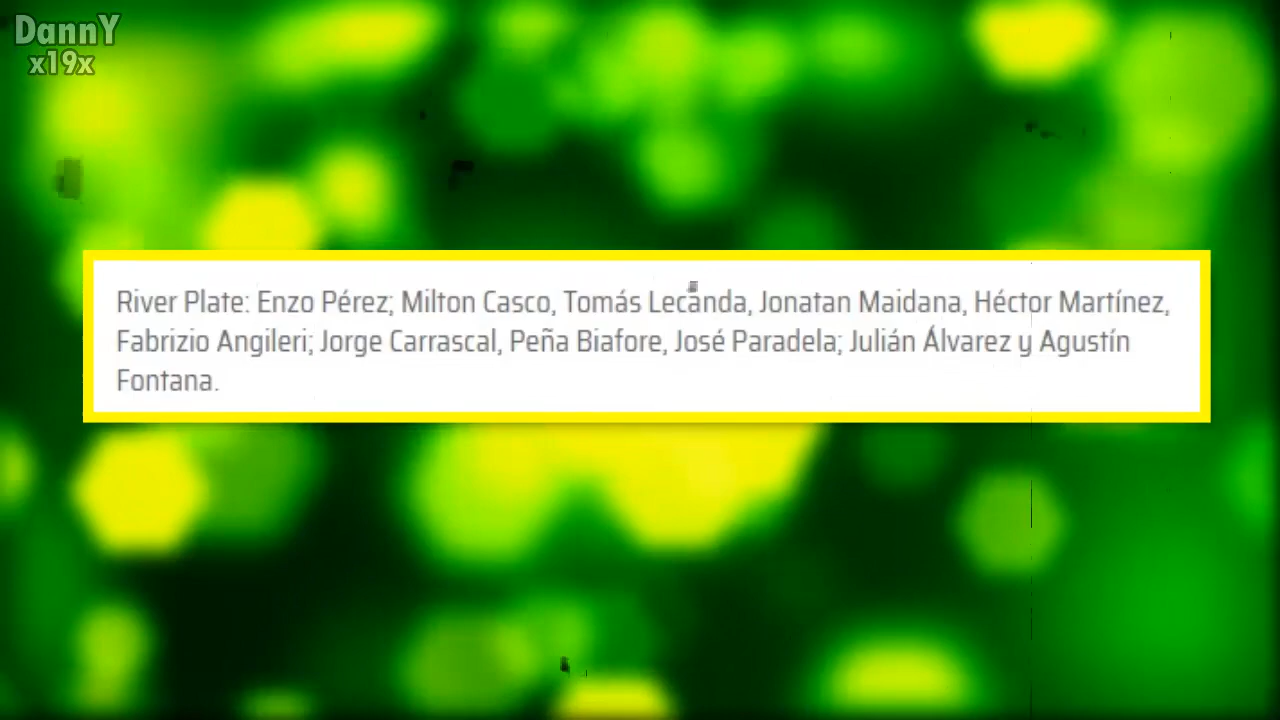 DannY
x19x
River Plate: Enzo Pérez; Milton Casco, Tomás Lecanda, Jonatan Maidana, Héctor Martínez,
Fabrizio Angileri; Jorge Carrascal, Peña Biafore, José Paradela; Julián Álvarez y Agustín
Fontana.